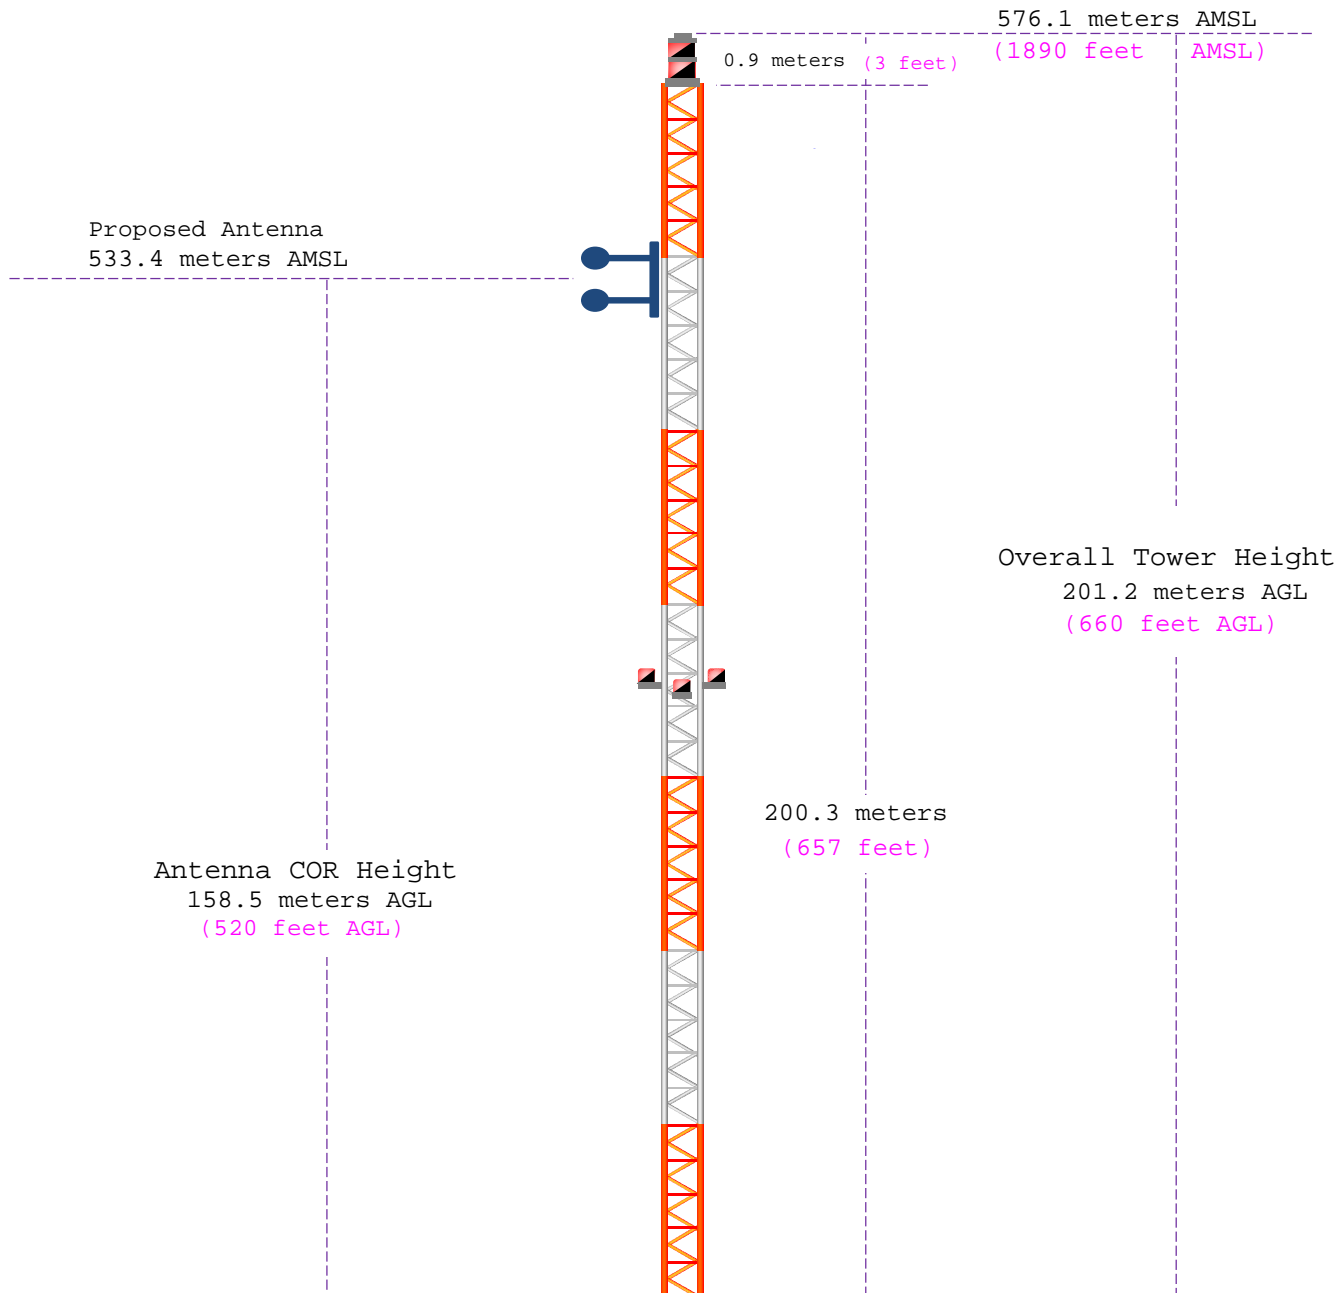 576.1 meters AMSL
(1890 feet AMSL)
0.9 meters (3 feet)
Proposed Antenna
533.4 meters AMSL
Overall Tower Height
201.2 meters AGL
(660 feet AGL)
200.3 meters
(657 feet)
Antenna COR Height
158.5 meters AGL
(520 feet AGL)